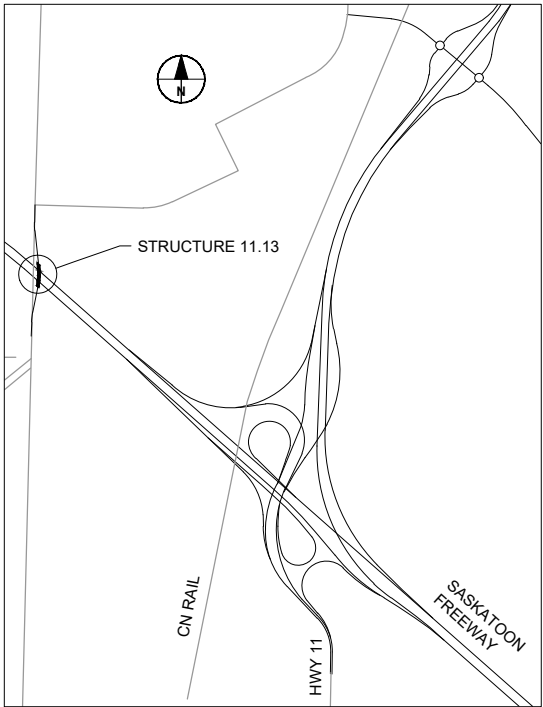 N
STRUCTURE 11.13
CN RAIL
HWY 11
SASKATOON
FREEWAY